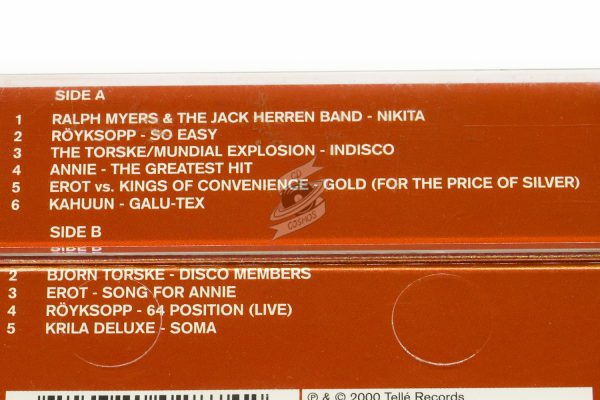 SIDE A
1 RALPH MYERS & THE JACK HERREN BAND - NIKITA
2 RÖYKSOPP - SO EASY
3 THE TORSKE/MUNDIAL EXPLOSION - INDISCO
4 ANNIE - THE GREATEST HIT
5 EROT vs. KINGS OF CONVENIENCE - GOLD (FOR THE PRICE OF SILVER)
6 KAHUUN - GALU-TEX
CD
COSMOS
SIDE B
SIDE B
2 BJORN TORSKE - DISCO MEMBERS
3 EROT - SONG FOR ANNIE
4 RÖYKSOPP - 64 POSITION (LIVE)
5 KRILA DELUXE - SOMA
℗ & © 2000 Tellé Records